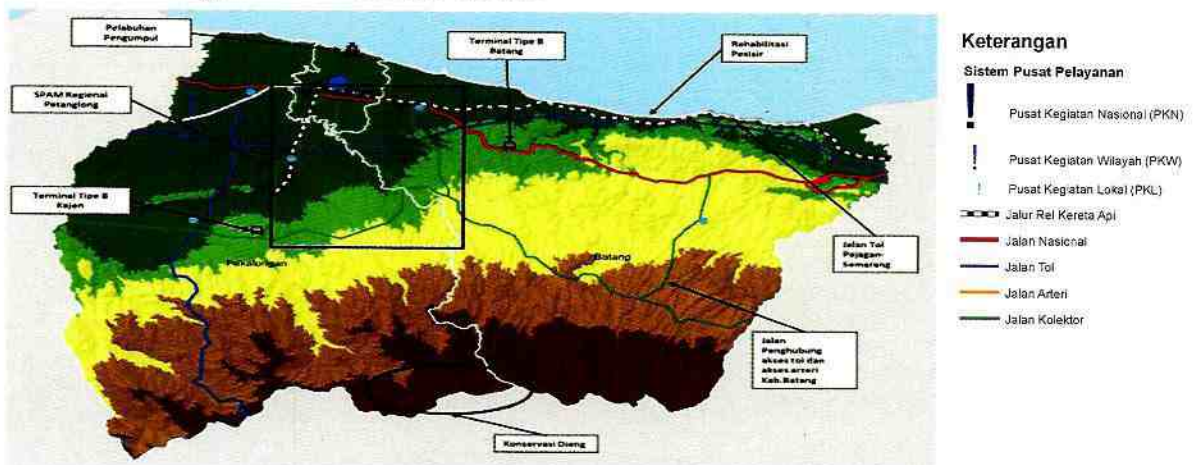 Pelabuhan
Pengumpul
Terminal Tipe B
Batang
Rehabilitasi
Pesisir
SPAM Regional
Petanglong
Terminal Tipe B
Kajen
Pekalongan
Batang
Jalan Tol
Pejagan-
Semarang
Jalan
Penghubung
akses tol dan
akses arteri
Kab.Batang
Konservasi Dieng
Keterangan
Sistem Pusat Pelayanan
Pusat Kegiatan Nasional (PKN)
Pusat Kegiatan Wilayah (PKW)
Pusat Kegiatan Lokal (PKL)
Jalur Rel Kereta Api
Jalan Nasional
Jalan Tol
Jalan Arteri
Jalan Kolektor